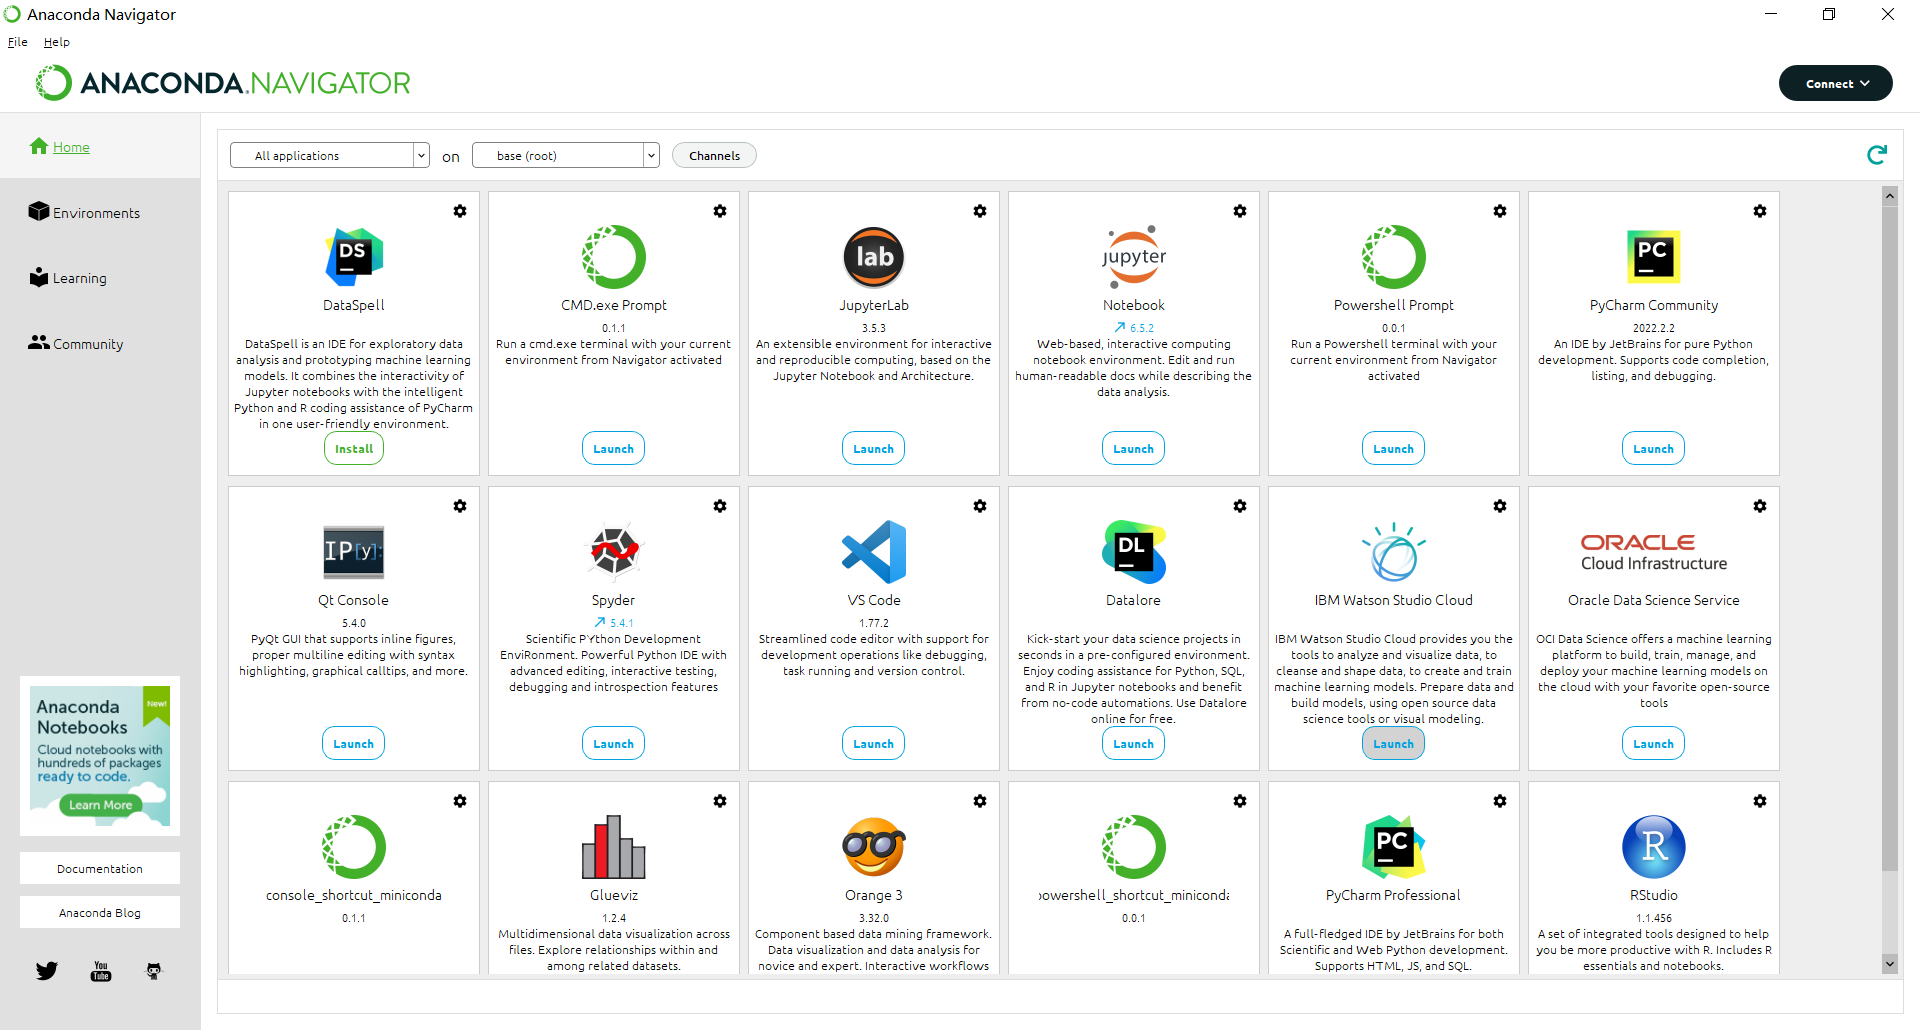 Anaconda Navigator
File Help
ANACONDA.NAVIGATOR
Connect
Home
Environments
Learning
Community
Anaconda
Notebooks
New!
Cloud notebooks with
hundreds of packages
ready to code.
Learn More
Documentation
Anaconda Blog
You
Tube
All applications on base (root) Channels
DS
DataSpell
DataSpell is an IDE for exploratory data
analysis and prototyping machine learning
models. It combines the interactivity of
Jupyter notebooks with the intelligent
Python and R coding assistance of PyCharm
in one user-friendly environment.
Install
CMD.exe Prompt
0.1.1
Run a cmd.exe terminal with your current
environment from Navigator activated
Launch
lab
JupyterLab
3.5.3
An extensible environment for interactive
and reproducible computing, based on the
Jupyter Notebook and Architecture.
Launch
jupyter
Notebook
6.5.2
Web-based, interactive computing
notebook environment. Edit and run
human-readable docs while describing the
data analysis.
Launch
Powershell Prompt
0.0.1
Run a Powershell terminal with your
current environment from Navigator
activated
Launch
PC
PyCharm Community
2022.2.2
An IDE by JetBrains for pure Python
development. Supports code completion,
listing, and debugging.
Launch
IP[y]:
Qt Console
5.4.0
PyQt GUI that supports inline figures,
proper multiline editing with syntax
highlighting, graphical calltips, and more.
Launch
Spyder
5.4.1
Scientific PYthon Development
EnviRonment. Powerful Python IDE with
advanced editing, interactive testing,
debugging and introspection features
Launch
VS Code
1.77.2
Streamlined code editor with support for
development operations like debugging,
task running and version control.
Launch
DL
Datalore
Kick-start your data science projects in
seconds in a pre-configured environment.
Enjoy coding assistance for Python, SQL,
and R in Jupyter notebooks and benefit
from no-code automations. Use Datalore
online for free.
Launch
IBM Watson Studio Cloud
IBM Watson Studio Cloud provides you the
tools to analyze and visualize data, to
cleanse and shape data, to create and train
machine learning models. Prepare data and
build models, using open source data
science tools or visual modeling.
Launch
ORACLE
Cloud Infrastructure
Oracle Data Science Service
OCI Data Science offers a machine learning
platform to build, train, manage, and
deploy your machine learning models on
the cloud with your favorite open-source
tools
Launch
console_shortcut_miniconda
0.1.1
Glueviz
1.2.4
Multidimensional data visualization across
files. Explore relationships within and
among related datasets.
Orange 3
3.32.0
Component based data mining framework.
Data visualization and data analysis for
novice and expert. Interactive workflows
powershell_shortcut_miniconda
0.0.1
PC
PyCharm Professional
A full-fledged IDE by JetBrains for both
Scientific and Web Python development.
Supports HTML, JS, and SQL.
R
RStudio
1.1.456
A set of integrated tools designed to help
you be more productive with R. Includes R
essentials and notebooks.